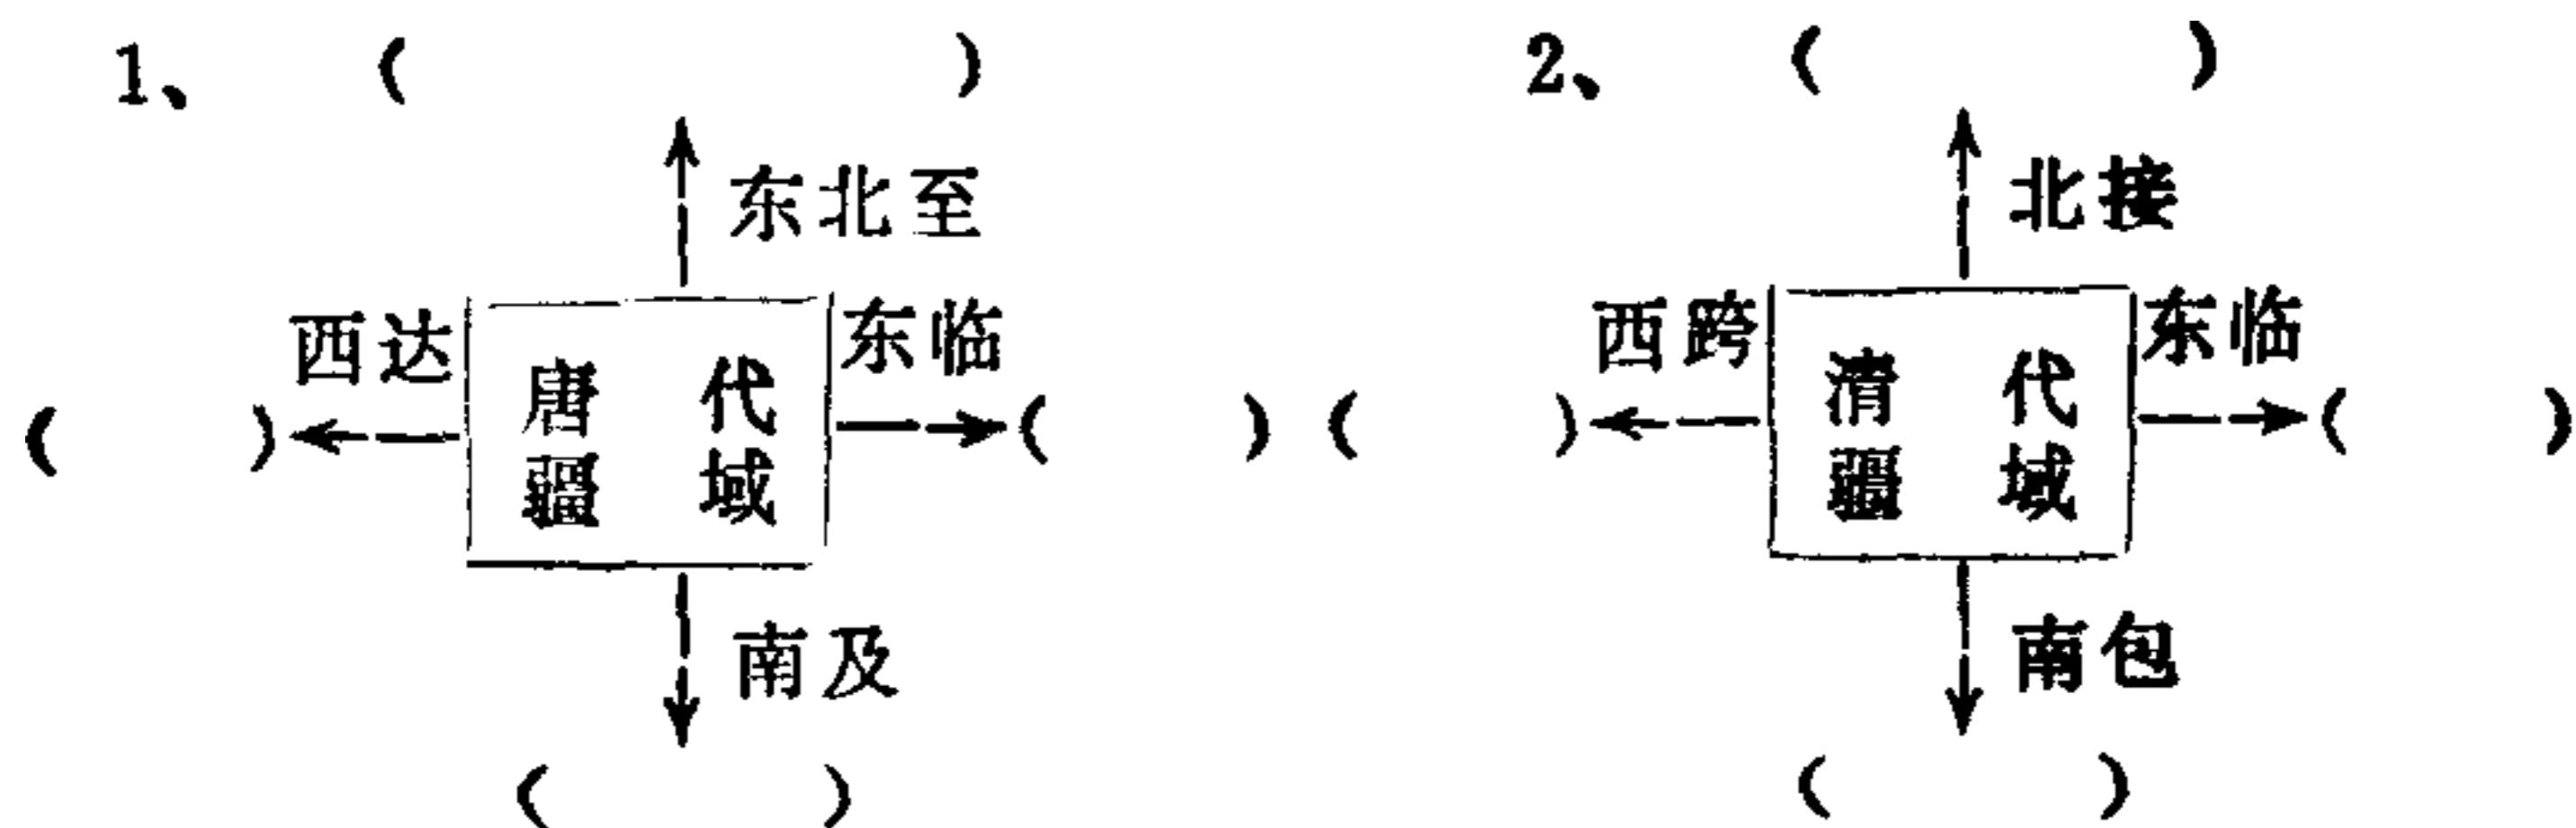 1、 (            )    2、 (            )
东北至    北接
西达    东临    西跨    东临
(        )    唐代    (        )    (        )    清代    (        )
疆域    疆域
南及    南包
(            )    (            )